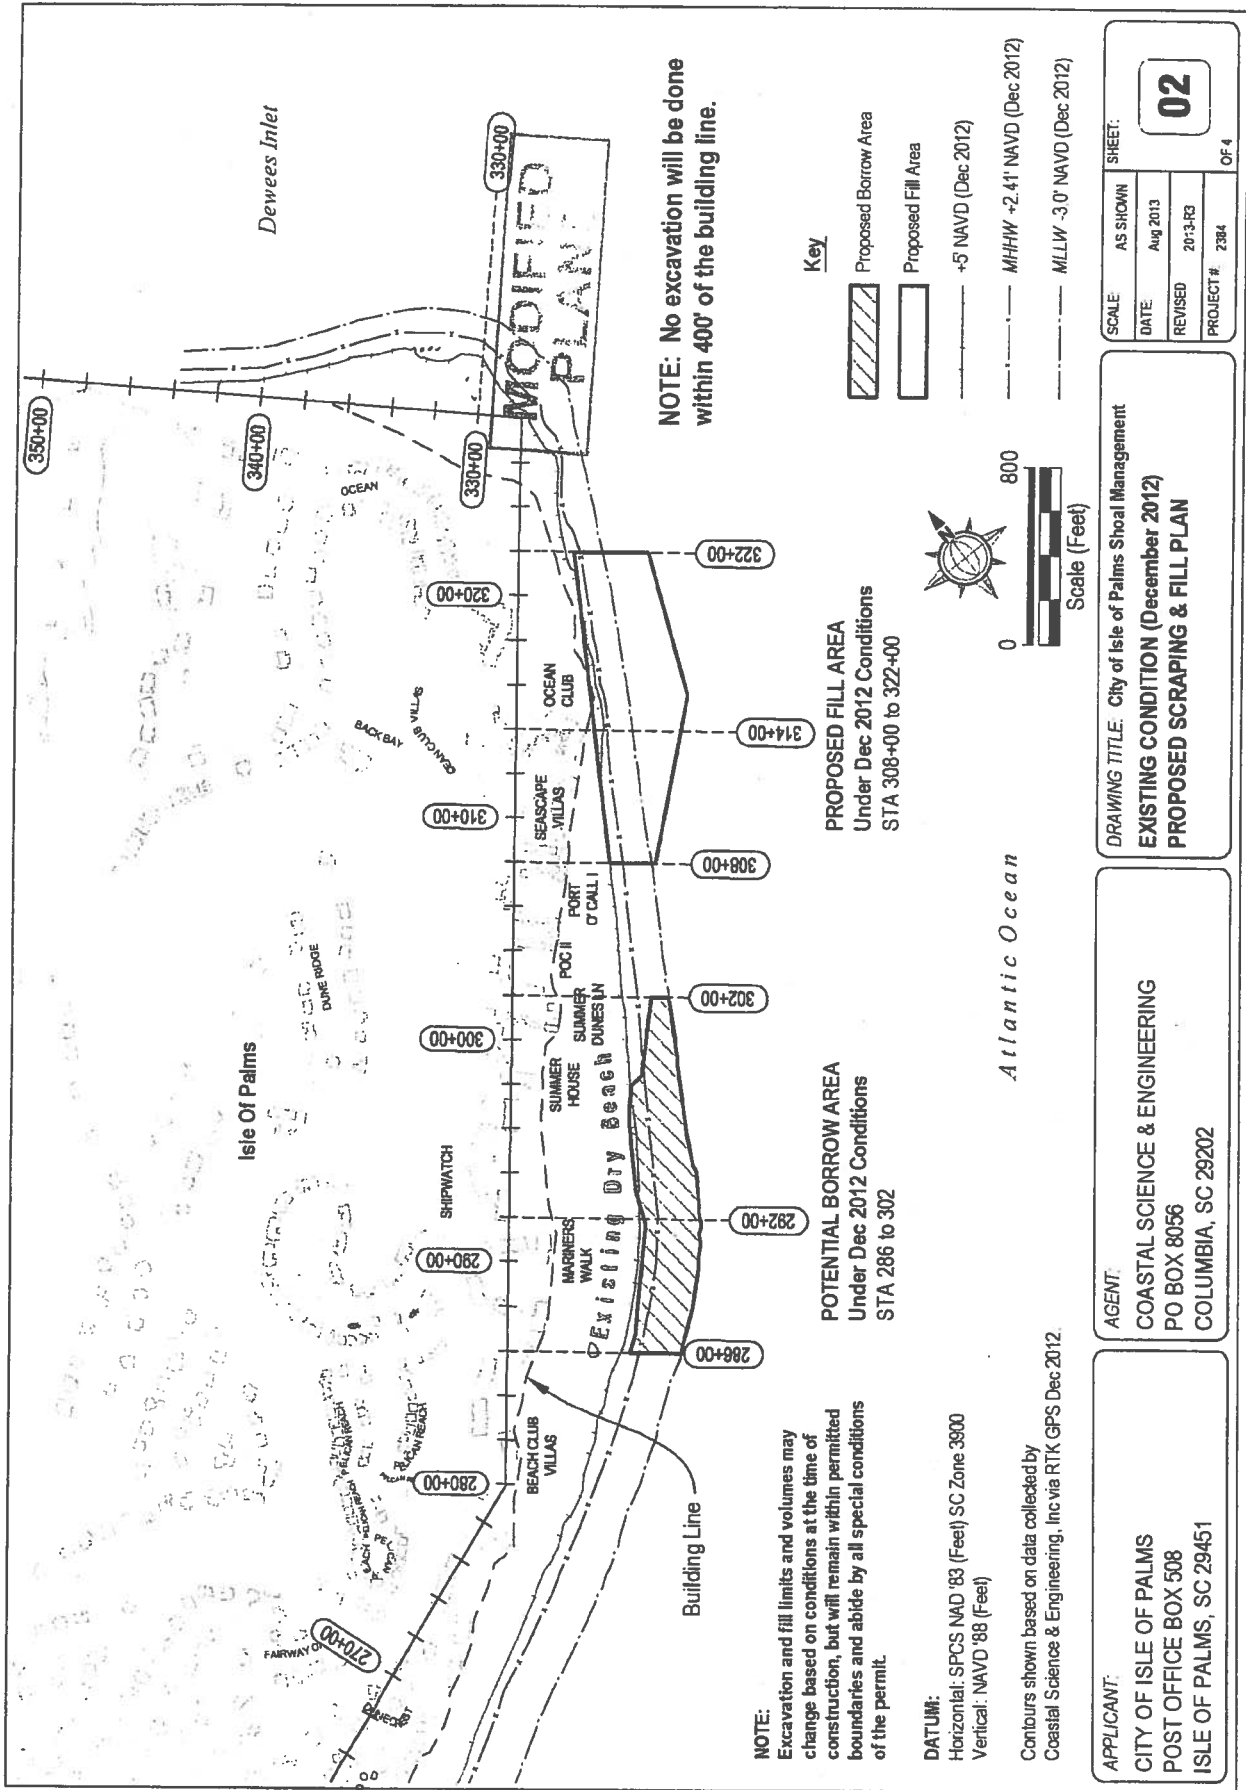 Dewees Inlet
350+00
340+00
330+00
330+00
MODIFIED
PLAN
NOTE: No excavation will be done
within 400' of the building line.
Key
Proposed Borrow Area
Proposed Fill Area
+5' NAVD (Dec 2012)
MHHW +2.41' NAVD (Dec 2012)
MLLW -3.0' NAVD (Dec 2012)
Isle Of Palms
OCEAN
BACK BAY
OCEAN CLUB VILLAS
DUNE RIDGE
SHIPWATCH
PELICAN REACH
FAIRWAY
270+00
280+00
290+00
300+00
310+00
320+00
BEACH CLUB
VILLAS
MARINERS
WALK
SUMMER
HOUSE
SUMMER
DUNES LN
POC II
PORT
O' CALL I
SEASCAPE
VILLAS
OCEAN
CLUB
Existing Dry Beach
286+00
292+00
302+00
308+00
314+00
322+00
Building Line
POTENTIAL BORROW AREA
Under Dec 2012 Conditions
STA 286 to 302
PROPOSED FILL AREA
Under Dec 2012 Conditions
STA 308+00 to 322+00
Atlantic Ocean
0
800
Scale (Feet)
NOTE:
Excavation and fill limits and volumes may
change based on conditions at the time of
construction, but will remain within permitted
boundaries and abide by all special conditions
of the permit.
DATUM:
Horizontal: SPCS NAD '83 (Feet) SC Zone 3900
Vertical: NAVD '88 (Feet)
Contours shown based on data collected by
Coastal Science & Engineering, Inc via RTK GPS Dec 2012.
APPLICANT:
CITY OF ISLE OF PALMS
POST OFFICE BOX 508
ISLE OF PALMS, SC 29451
AGENT:
COASTAL SCIENCE & ENGINEERING
PO BOX 8056
COLUMBIA, SC 29202
DRAWING TITLE: City of Isle of Palms Shoal Management
EXISTING CONDITION (December 2012)
PROPOSED SCRAPING & FILL PLAN
SCALE: AS SHOWN
DATE: Aug 2013
REVISED 2013-R3
PROJECT #: 2384
SHEET:
02
OF 4